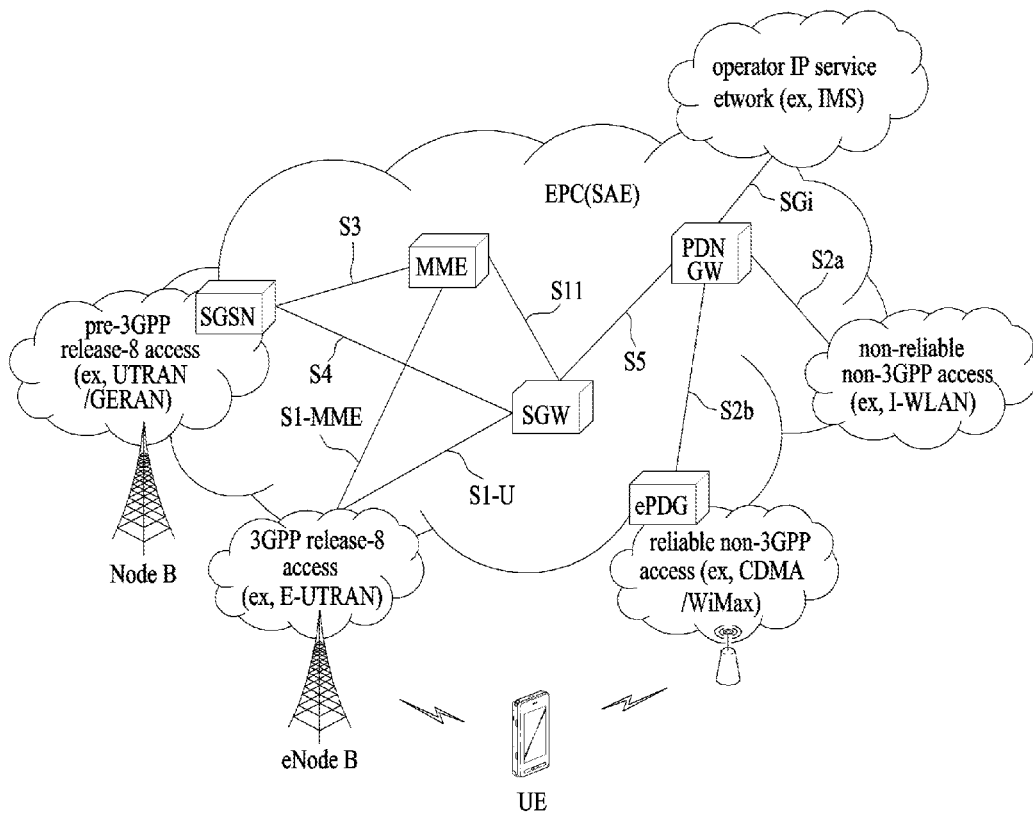 operator IP service
etwork (ex, IMS)
EPC(SAE)
SGi
S3
MME
PDN
GW
S2a
SGSN
S11
pre-3GPP
release-8 access
(ex, UTRAN
/GERAN)
S4
S5
non-reliable
non-3GPP access
(ex, I-WLAN)
S1-MME
SGW
S2b
S1-U
ePDG
3GPP release-8
access
(ex, E-UTRAN)
reliable non-3GPP
access (ex, CDMA
/WiMax)
Node B
eNode B
UE